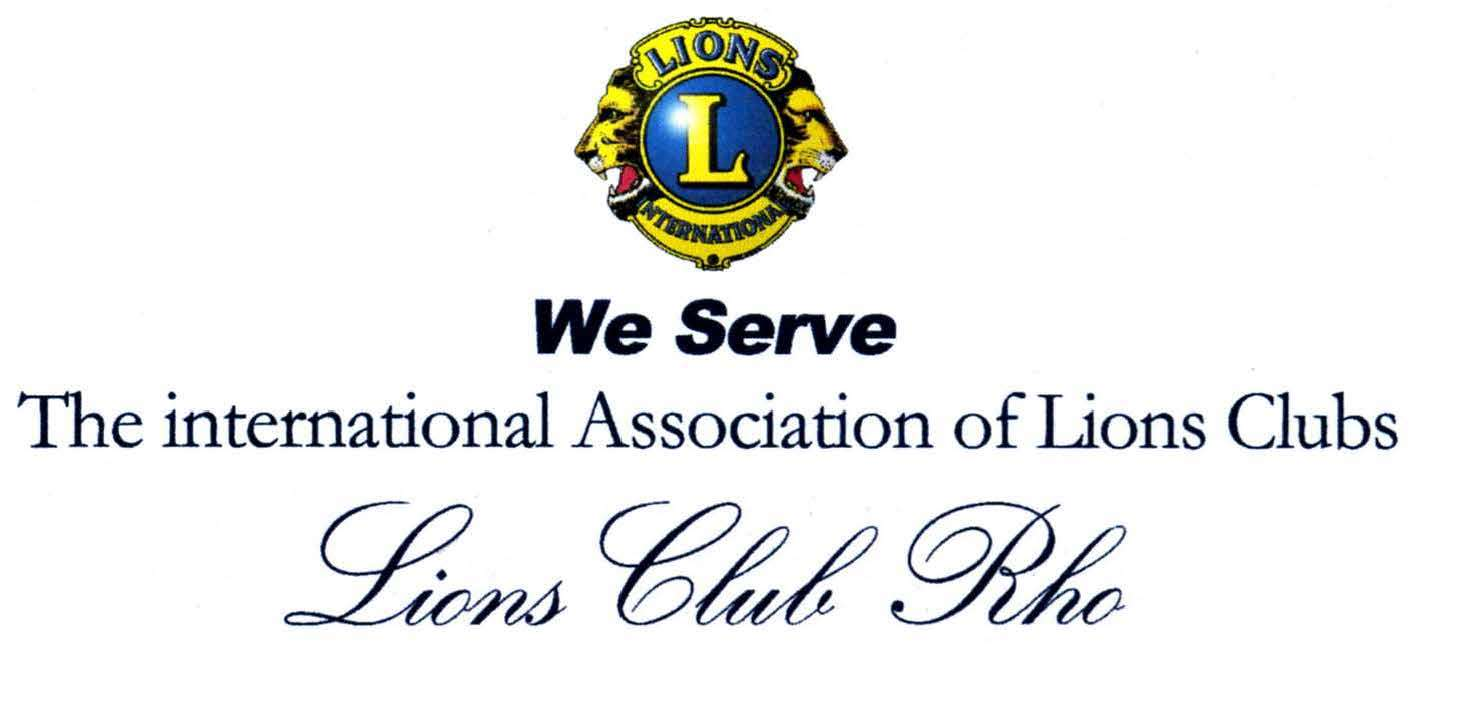 LIONS
L
INTERNATIONAL
We Serve
The international Association of Lions Clubs
Lions Club Rho